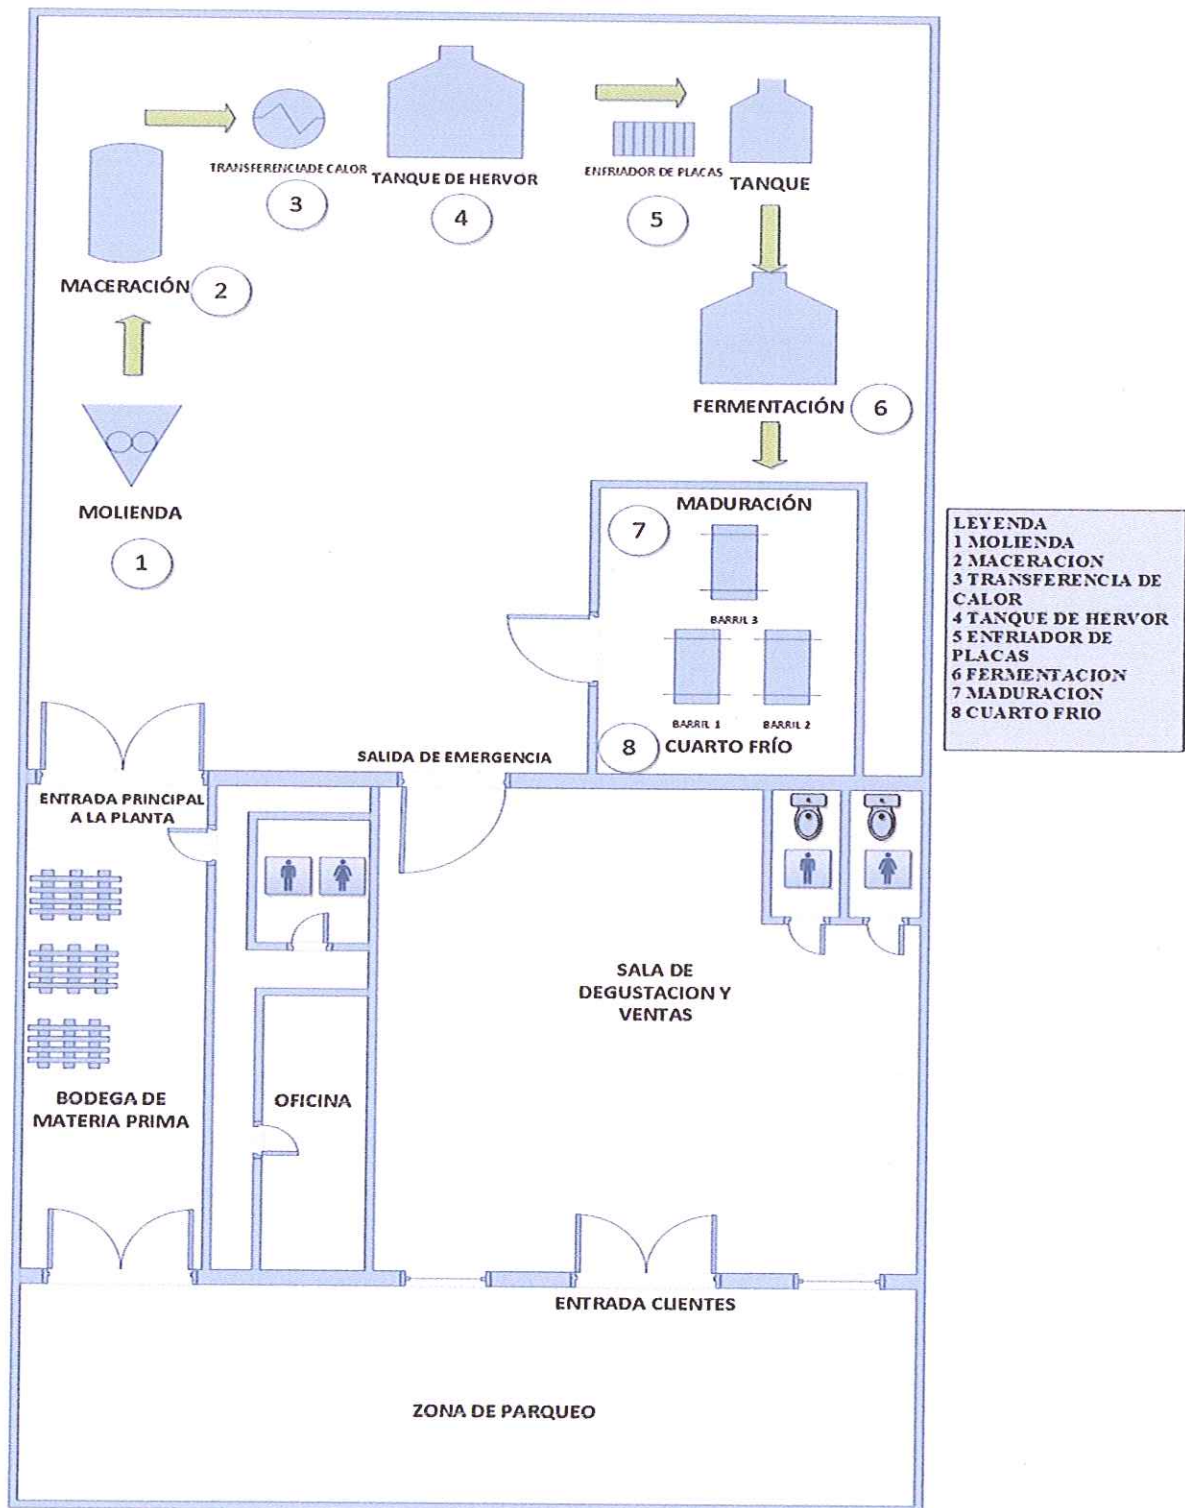 TRANSFERENCIADE CALOR
3
TANQUE DE HERVOR
4
ENFRIADOR DE PLACAS
5
TANQUE
MACERACIÓN
2
FERMENTACIÓN
6
MOLIENDA
1
MADURACIÓN
7
BARRIL 3
BARRIL 1
BARRIL 2
8
CUARTO FRÍO
LEYENDA
1 MOLIENDA
2 MACERACION
3 TRANSFERENCIA DE
CALOR
4 TANQUE DE HERVOR
5 ENFRIADOR DE
PLACAS
6 FERMENTACION
7 MADURACION
8 CUARTO FRIO
SALIDA DE EMERGENCIA
ENTRADA PRINCIPAL
A LA PLANTA
SALA DE
DEGUSTACION Y
VENTAS
BODEGA DE
MATERIA PRIMA
OFICINA
ENTRADA CLIENTES
ZONA DE PARQUEO